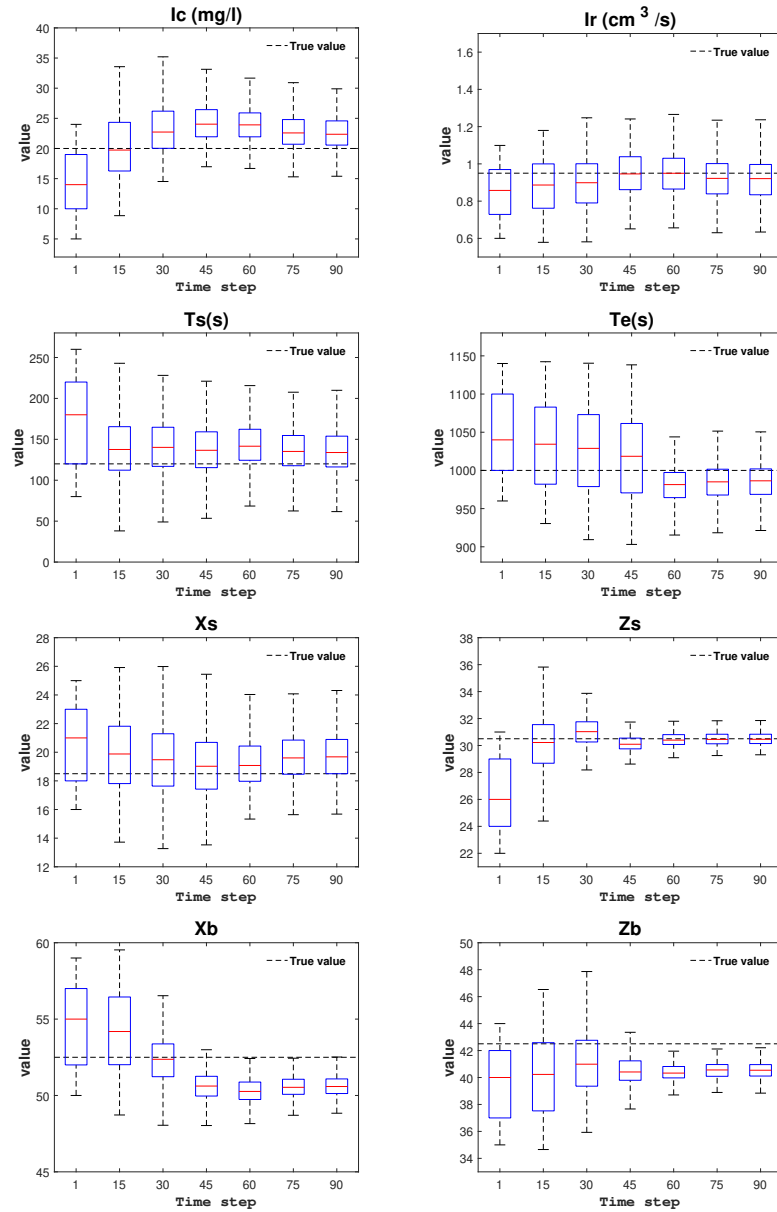 Ic (mg/l)
40
35
30
25
20
15
10
5
value
True value
1 15 30 45 60 75 90
Time step
Ir (cm 3 /s)
1.6
1.4
1.2
1
0.8
0.6
value
True value
1 15 30 45 60 75 90
Time step
Ts(s)
250
200
150
100
50
0
value
True value
1 15 30 45 60 75 90
Time step
Te(s)
1150
1100
1050
1000
950
900
value
True value
1 15 30 45 60 75 90
Time step
Xs
28
26
24
22
20
18
16
14
12
value
True value
1 15 30 45 60 75 90
Time step
Zs
38
36
34
32
30
28
26
24
22
value
True value
1 15 30 45 60 75 90
Time step
Xb
60
55
50
45
value
True value
1 15 30 45 60 75 90
Time step
Zb
50
48
46
44
42
40
38
36
34
value
True value
1 15 30 45 60 75 90
Time step